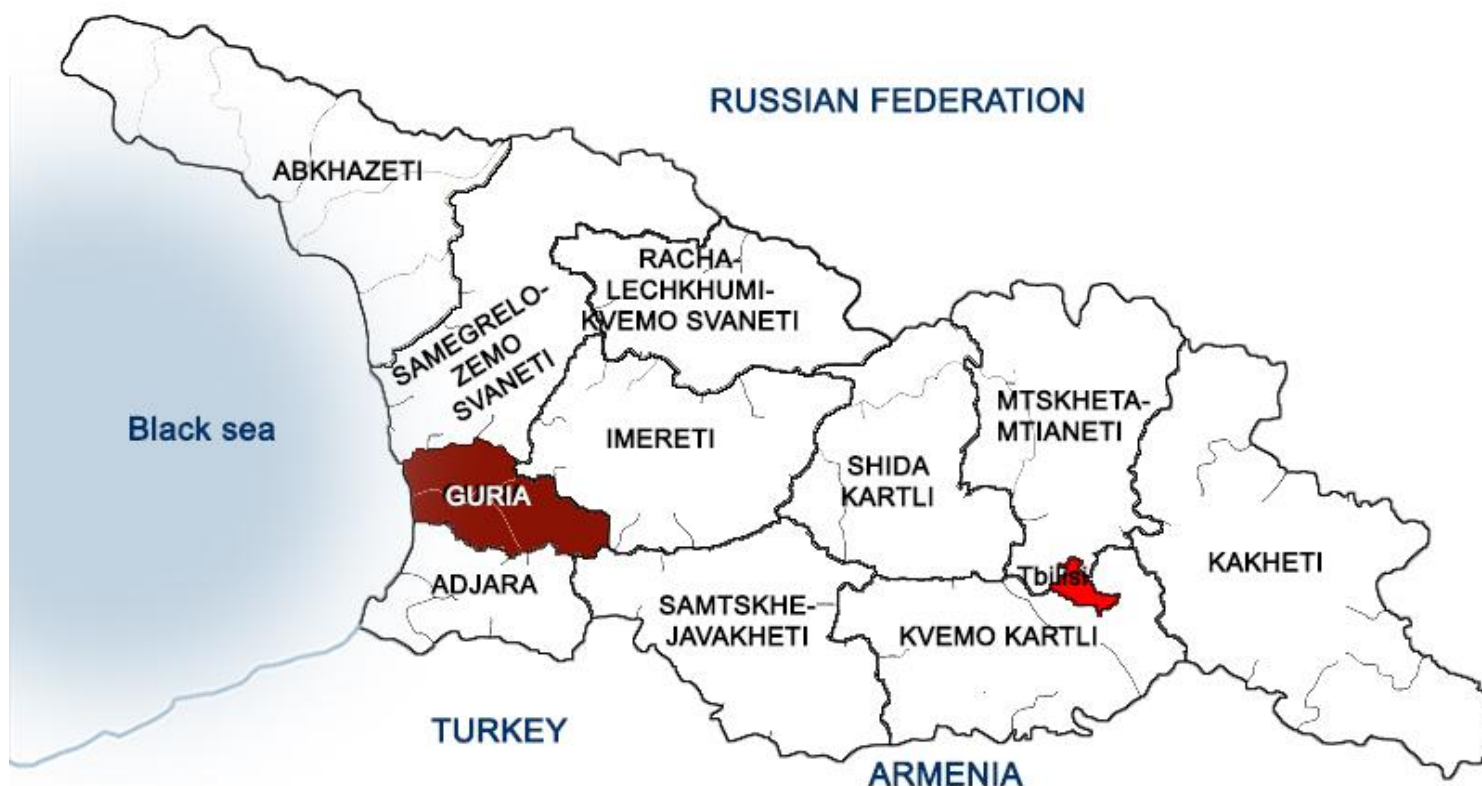 RUSSIAN FEDERATION
ABKHAZETI
RACHA-
LECHKHUMI-
KVEMO SVANETI
SAMEGRELO-
ZEMO
SVANETI
MTSKHETA-
MTIANETI
Black sea
IMERETI
SHIDA
KARTLI
GURIA
KAKHETI
Tbilisi
ADJARA
SAMTSKHE-
JAVAKHETI
KVEMO KARTLI
TURKEY
ARMENIA